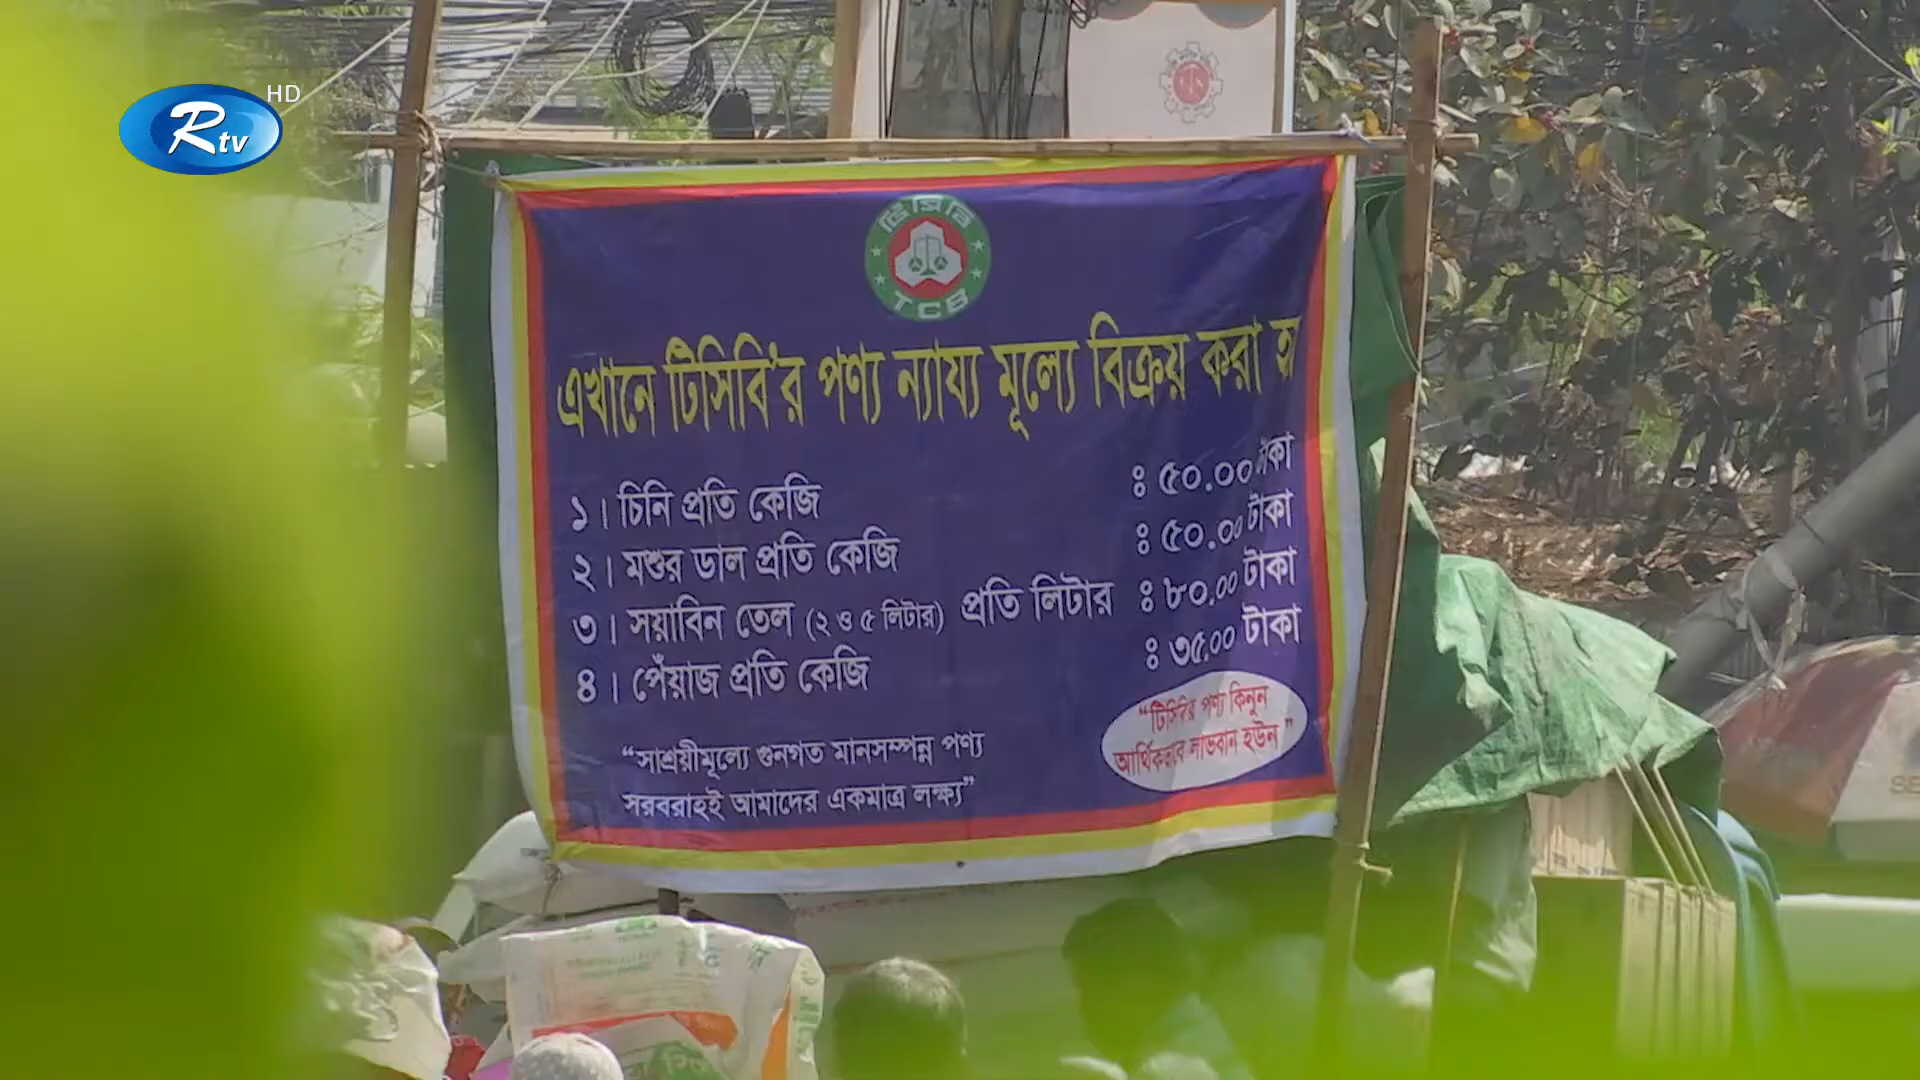 Rtv HD
টিসিবি
TCB
এখানে টিসিবি'র পণ্য ন্যায্য মূল্যে বিক্রয় করা
১। চিনি প্রতি কেজি ঃ ৫০.০০ টাকা
২। মশুর ডাল প্রতি কেজি ঃ ৫০.০০ টাকা
৩। সয়াবিন তেল (২ ও ৫ লিটার) প্রতি লিটার ঃ ৮০.০০ টাকা
৪। পেঁয়াজ প্রতি কেজি ঃ ৩৫.০০ টাকা
“সাশ্রয়ীমূল্যে গুনগত মানসম্পন্ন পণ্য
সরবরাহই আমাদের একমাত্র লক্ষ্য”
“টিসিবির পণ্য কিনুন
আর্থিকভাবে লাভবান হউন”